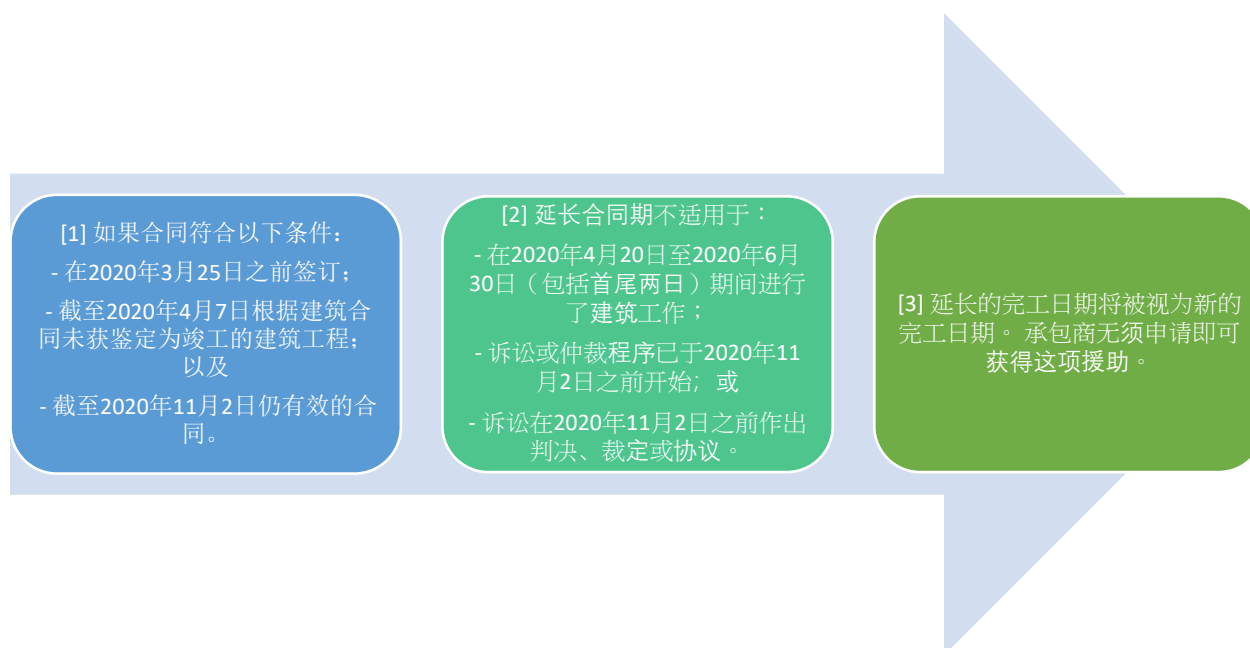 [1] 如果合同符合以下条件：
- 在2020年3月25日之前签订；
- 截至2020年4月7日根据建筑合
同未获鉴定为竣工的建筑工程；
以及
- 截至2020年11月2日仍有效的合
同。
[2] 延长合同期不适用于：
- 在2020年4月20日至2020年6月
30日（包括首尾两日）期间进行
了建筑工作；
- 诉讼或仲裁程序已于2020年11
月2日之前开始; 或
- 诉讼在2020年11月2日之前作出
判决、裁定或协议。
[3] 延长的完工日期将被视为新的
完工日期。 承包商无须申请即可
获得这项援助。